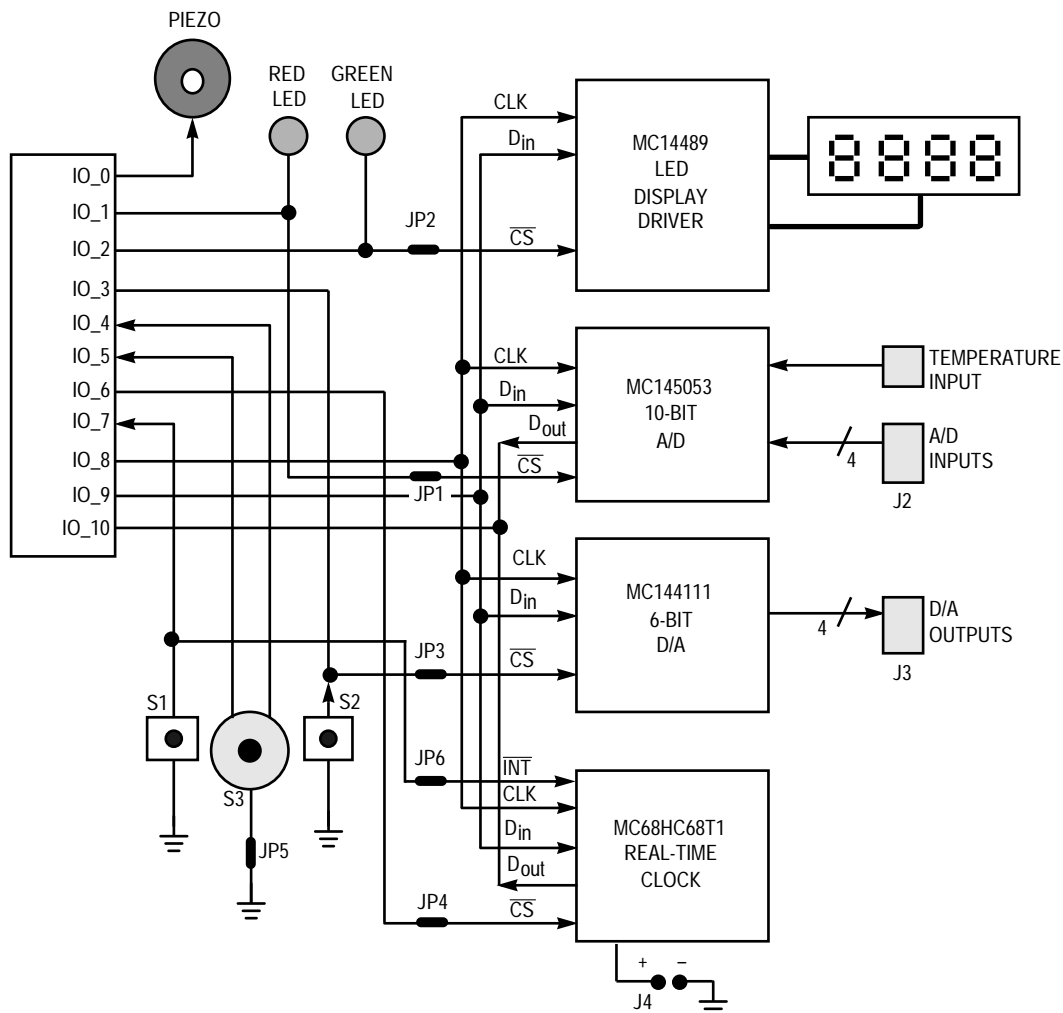 PIEZO
RED
LED
GREEN
LED
IO_0
IO_1
IO_2
IO_3
IO_4
IO_5
IO_6
IO_7
IO_8
IO_9
IO_10
JP2
CLK
Din
CS
MC14489
LED
DISPLAY
DRIVER
8888
JP1
CLK
Din
Dout
CS
MC145053
10-BIT
A/D
TEMPERATURE
INPUT
4
A/D
INPUTS
J2
JP3
CLK
Din
CS
MC144111
6-BIT
D/A
4
D/A
OUTPUTS
J3
S1
S3
S2
JP5
JP6
JP4
INT
CLK
Din
Dout
CS
MC68HC68T1
REAL-TIME
CLOCK
+ −
J4